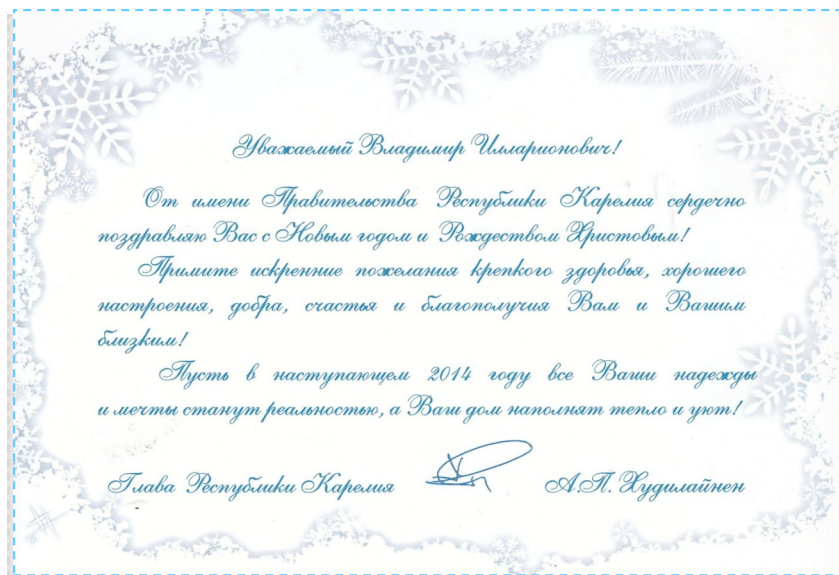 Уважаемый Владимир Илларионович!
От имени Правительства Республики Карелия сердечно
поздравляю Вас с Новым годом и Рождеством Христовым!
Примите искренние пожелания крепкого здоровья, хорошего
настроения, добра, счастья и благополучия Вам и Вашим
близким!
Пусть в наступающем 2014 году все Ваши надежды
и мечты станут реальностью, а Ваш дом наполнят тепло и уют!
Глава Республики Карелия А.П. Худилайнен